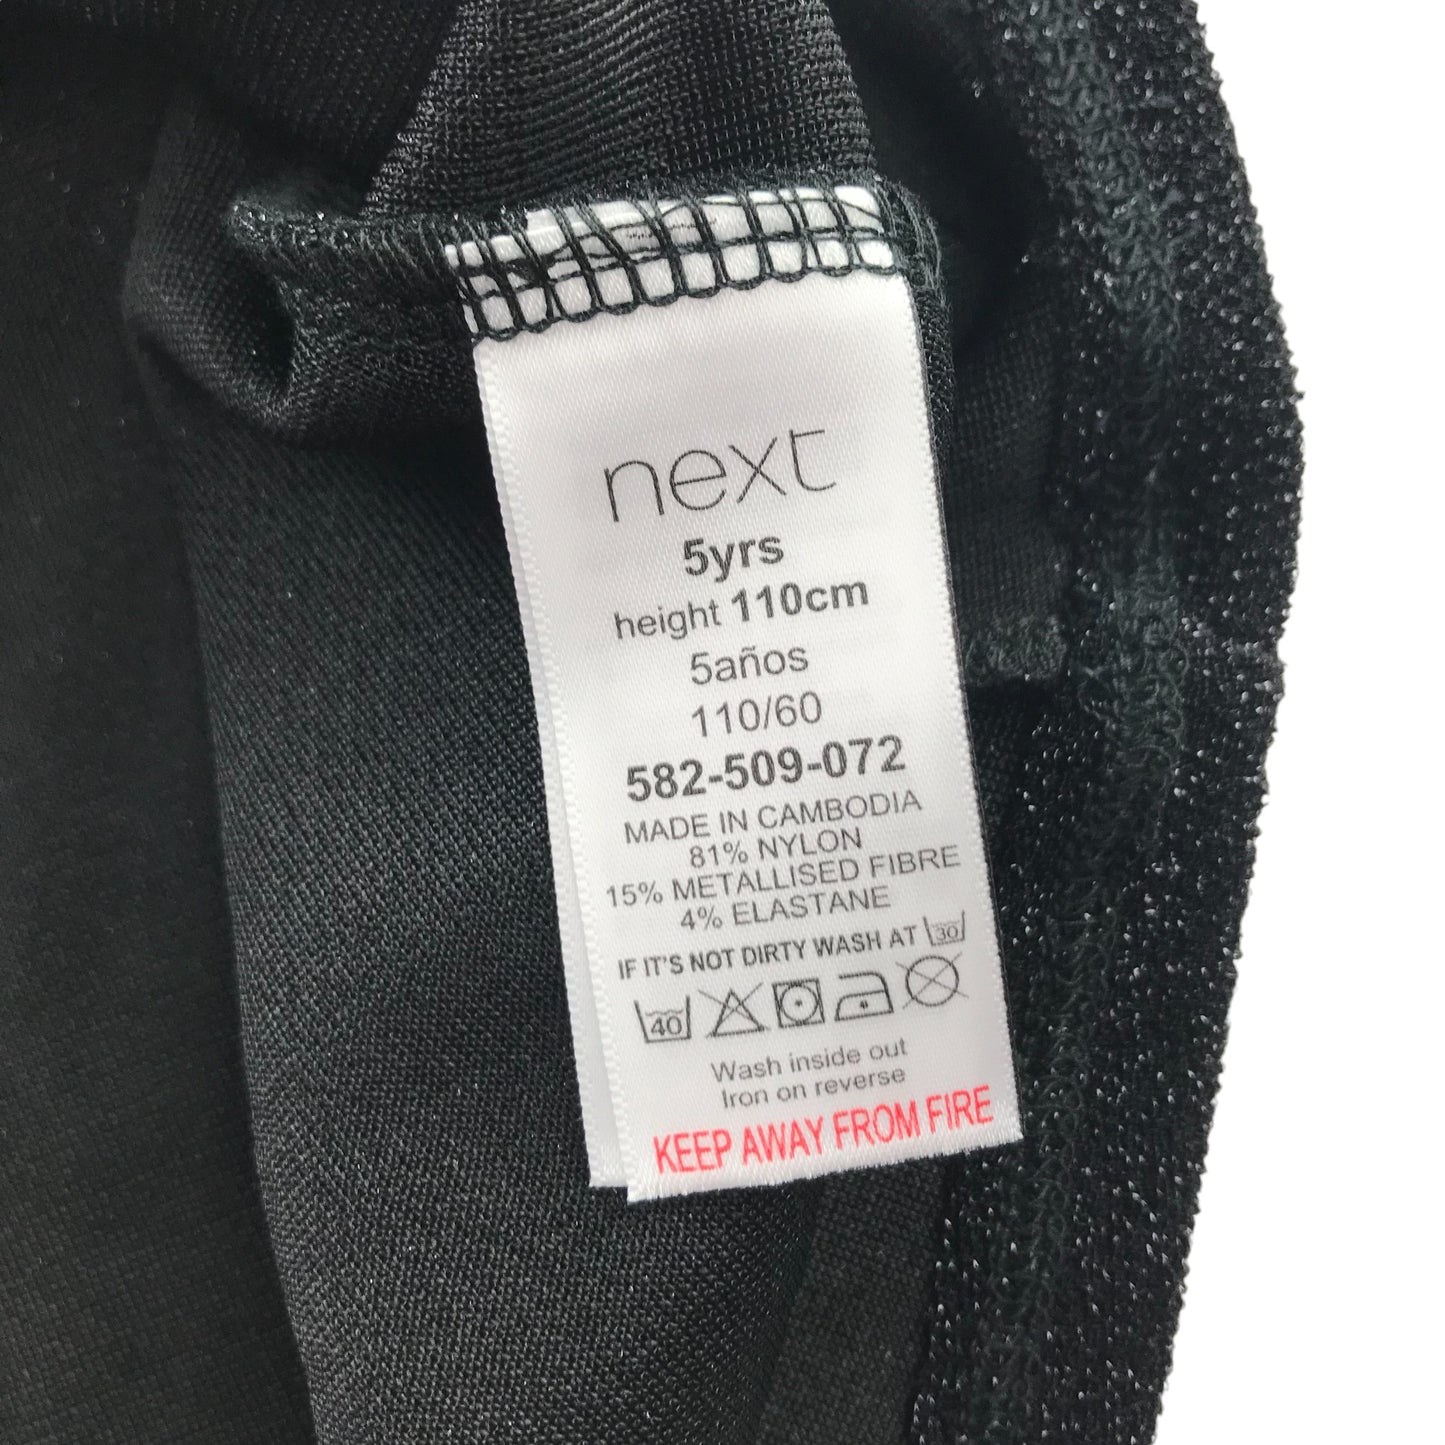 next
5yrs
height 110cm
5años
110/60
582-509-072
MADE IN CAMBODIA
81% NYLON
15% METALLISED FIBRE
4% ELASTANE
IF IT'S NOT DIRTY WASH AT 30
40
Wash inside out
Iron on reverse
KEEP AWAY FROM FIRE